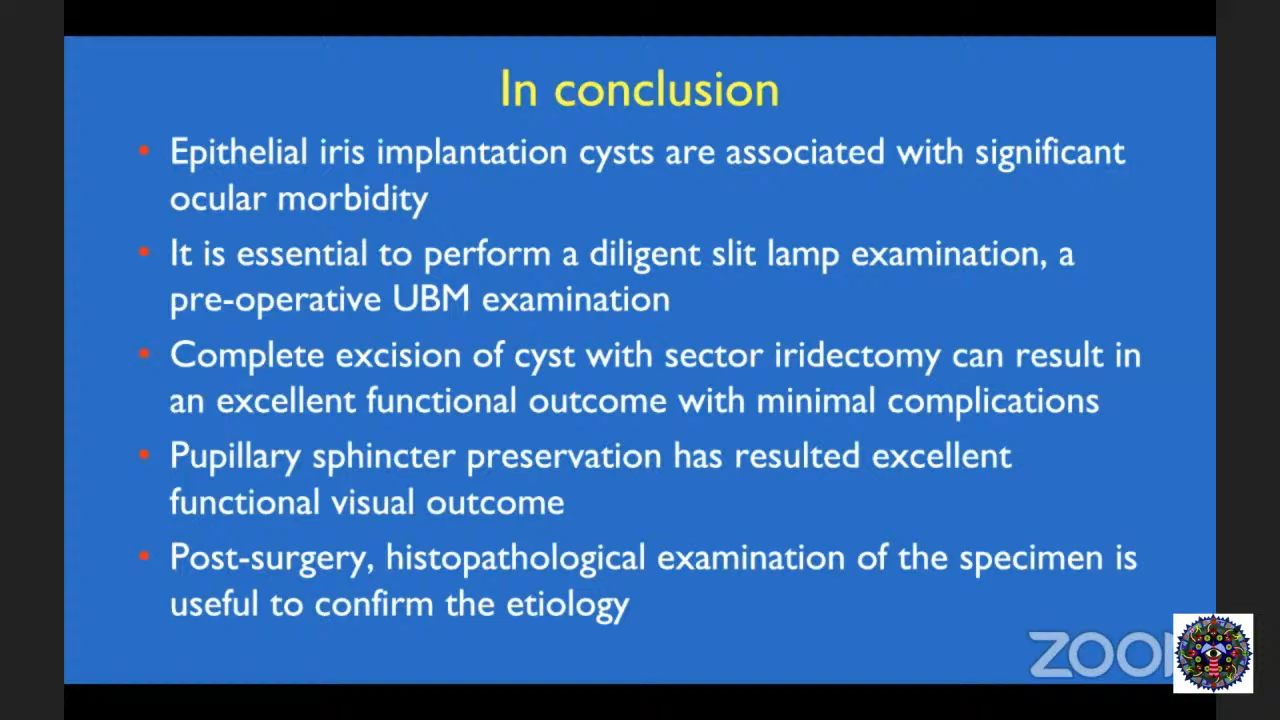 In conclusion
• Epithelial iris implantation cysts are associated with significant
ocular morbidity
• It is essential to perform a diligent slit lamp examination, a
pre-operative UBM examination
• Complete excision of cyst with sector iridectomy can result in
an excellent functional outcome with minimal complications
• Pupillary sphincter preservation has resulted excellent
functional visual outcome
• Post-surgery, histopathological examination of the specimen is
useful to confirm the etiology
ZOO